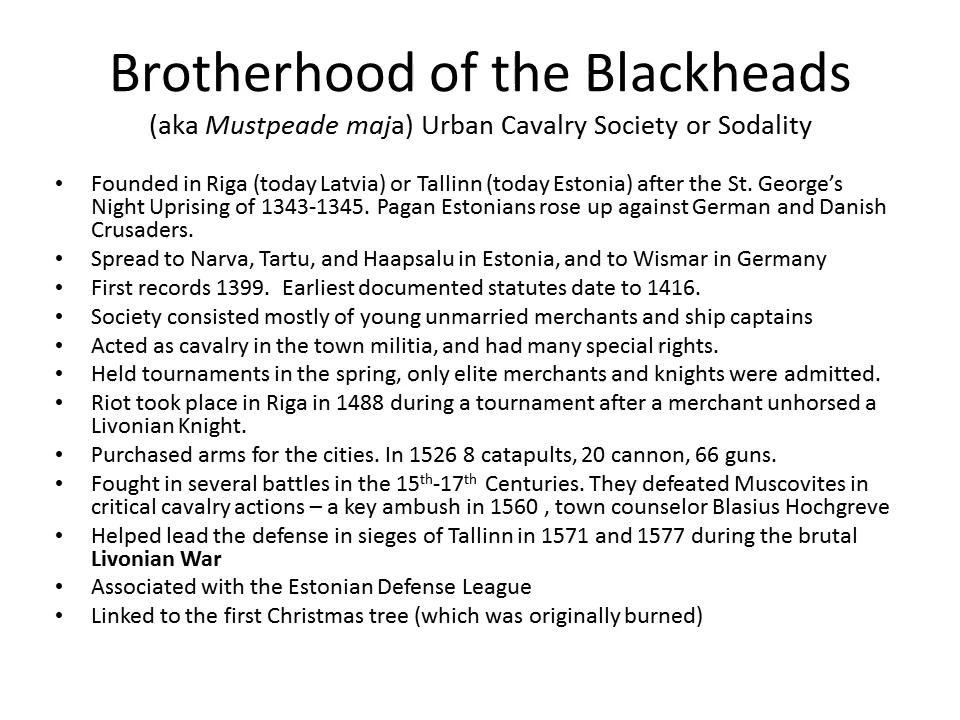 Brotherhood of the Blackheads
(aka Mustpeade maja) Urban Cavalry Society or Sodality
• Founded in Riga (today Latvia) or Tallinn (today Estonia) after the St. George's
Night Uprising of 1343-1345. Pagan Estonians rose up against German and Danish
Crusaders.
• Spread to Narva, Tartu, and Haapsalu in Estonia, and to Wismar in Germany
• First records 1399. Earliest documented statutes date to 1416.
• Society consisted mostly of young unmarried merchants and ship captains
• Acted as cavalry in the town militia, and had many special rights.
• Held tournaments in the spring, only elite merchants and knights were admitted.
• Riot took place in Riga in 1488 during a tournament after a merchant unhorsed a
Livonian Knight.
• Purchased arms for the cities. In 1526 8 catapults, 20 cannon, 66 guns.
• Fought in several battles in the 15th-17th Centuries. They defeated Muscovites in
critical cavalry actions – a key ambush in 1560 , town counselor Blasius Hochgreve
• Helped lead the defense in sieges of Tallinn in 1571 and 1577 during the brutal
Livonian War
• Associated with the Estonian Defense League
• Linked to the first Christmas tree (which was originally burned)